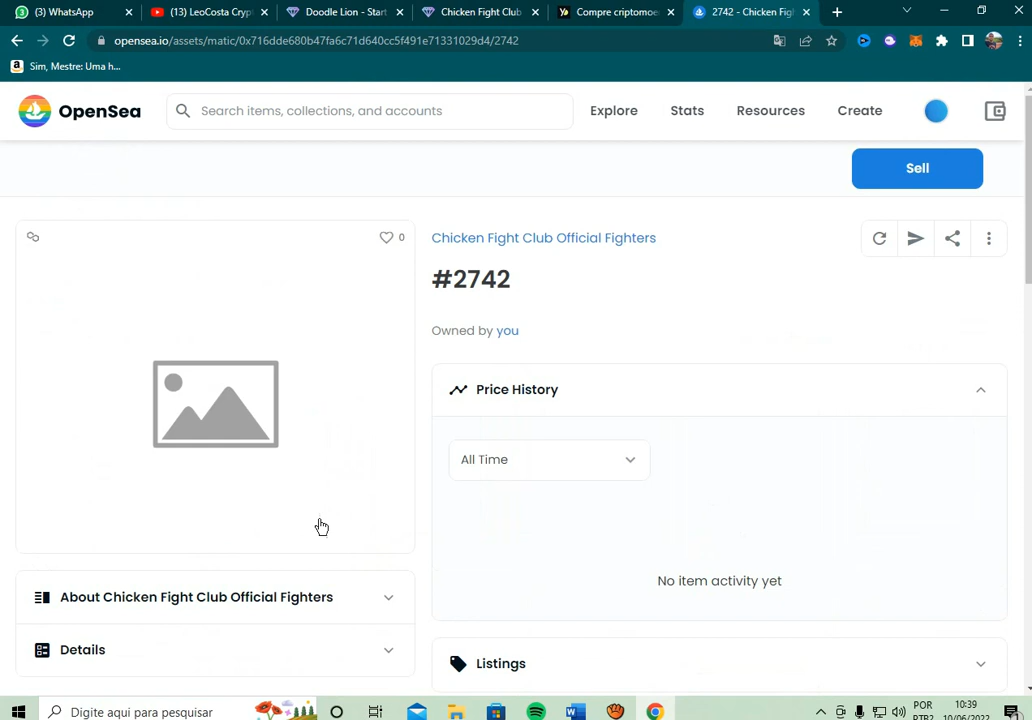 (3) WhatsApp
(13) LeoCosta Cryp
Doodle Lion - Start
Chicken Fight Club
Compre criptomoe
2742 - Chicken Fig
opensea.io/assets/matic/0x716dde680b47fa6c71d640cc5f491e71331029d4/2742
Sim, Mestre: Uma h...
OpenSea
Search items, collections, and accounts
Explore
Stats
Resources
Create
Sell
0
Chicken Fight Club Official Fighters
#2742
Owned by you
Price History
All Time
No item activity yet
About Chicken Fight Club Official Fighters
Details
Listings
Digite aqui para pesquisar
POR
PTB2
10:39
10/06/2022